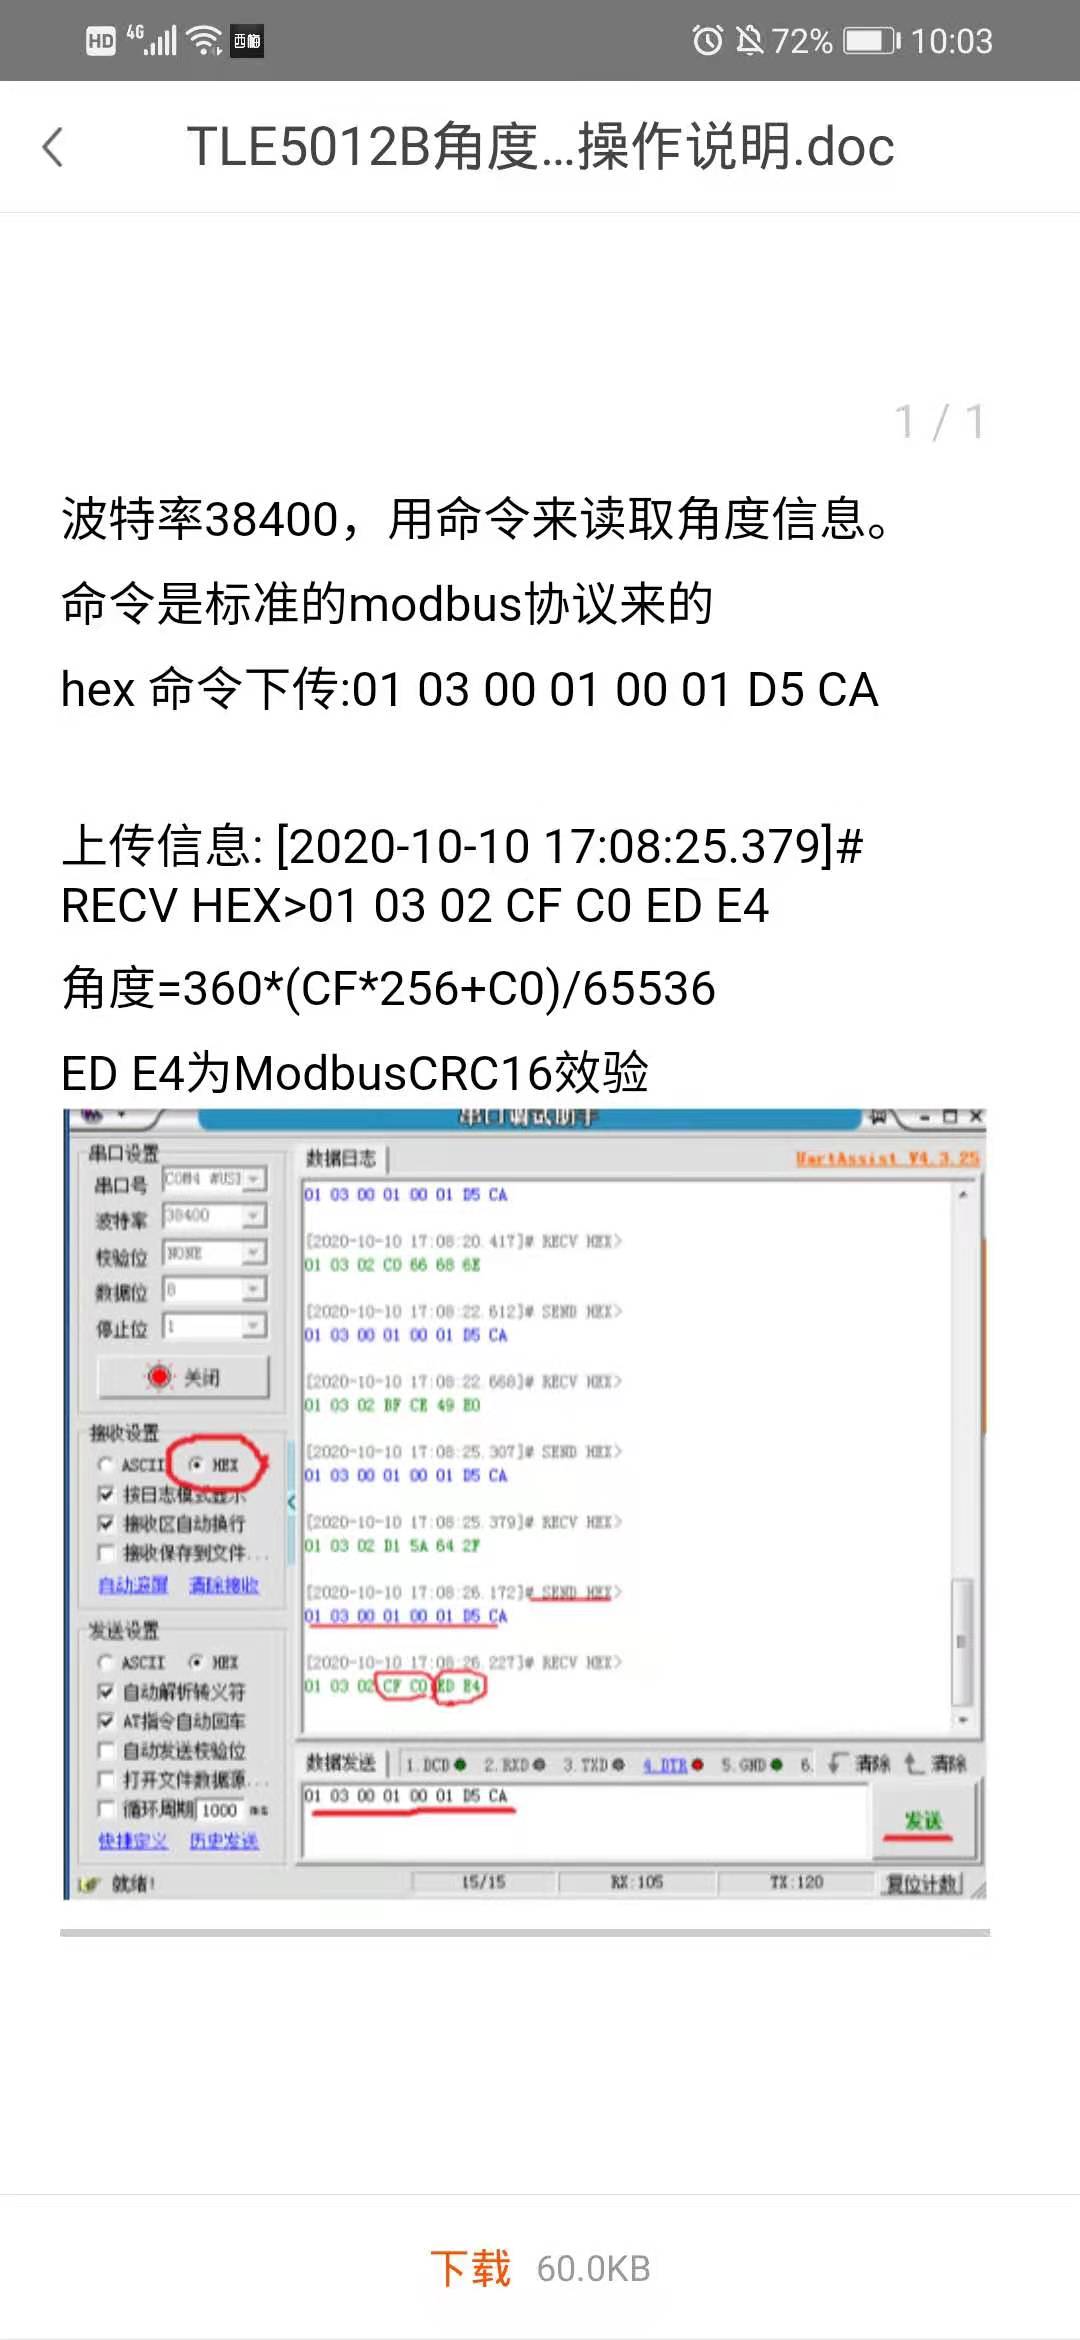 HD 4G 西梅 72% 10:03
TLE5012B角度...操作说明.doc
1 / 1
波特率38400，用命令来读取角度信息。
命令是标准的modbus协议来的
hex 命令下传:01 03 00 01 00 01 D5 CA
上传信息: [2020-10-10 17:08:25.379]#
RECV HEX>01 03 02 CF C0 ED E4
角度=360*(CF*256+C0)/65536
ED E4为ModbusCRC16效验
串口调试助手
串口设置
串口号 COM4 #USI
波特率 38400
校验位 NONE
数据位 8
停止位 1
关闭
接收设置
ASCII HEX
按日志模式显示
接收区自动换行
接收保存到文件...
自动滚屏 清除接收
发送设置
ASCII HEX
自动解析转义符
AT指令自动回车
自动发送校验位
打开文件数据源...
循环周期 1000 ms
快捷定义 历史发送
数据日志 UartAssist V4.3.25
01 03 00 01 00 01 D5 CA
[2020-10-10 17:08:20.417]# RECV HEX>
01 03 02 C0 66 68 6E
[2020-10-10 17:08:22.612]# SEND HEX>
01 03 00 01 00 01 D5 CA
[2020-10-10 17:08:22.668]# RECV HEX>
01 03 02 BF CE 49 E0
[2020-10-10 17:08:25.307]# SEND HEX>
01 03 00 01 00 01 D5 CA
[2020-10-10 17:08:25.379]# RECV HEX>
01 03 02 D1 5A 64 2F
[2020-10-10 17:08:26.172]# SEND HEX>
01 03 00 01 00 01 D5 CA
[2020-10-10 17:08:26.227]# RECV HEX>
01 03 02 CF C0 ED E4
数据发送 1.DCD 2.RXD 3.TXD 4.DTR 5.GND 6. 清除 清除
01 03 00 01 00 01 D5 CA
发送
就绪! 15/15 RX:105 TX:120 复位计数
下载 60.0KB